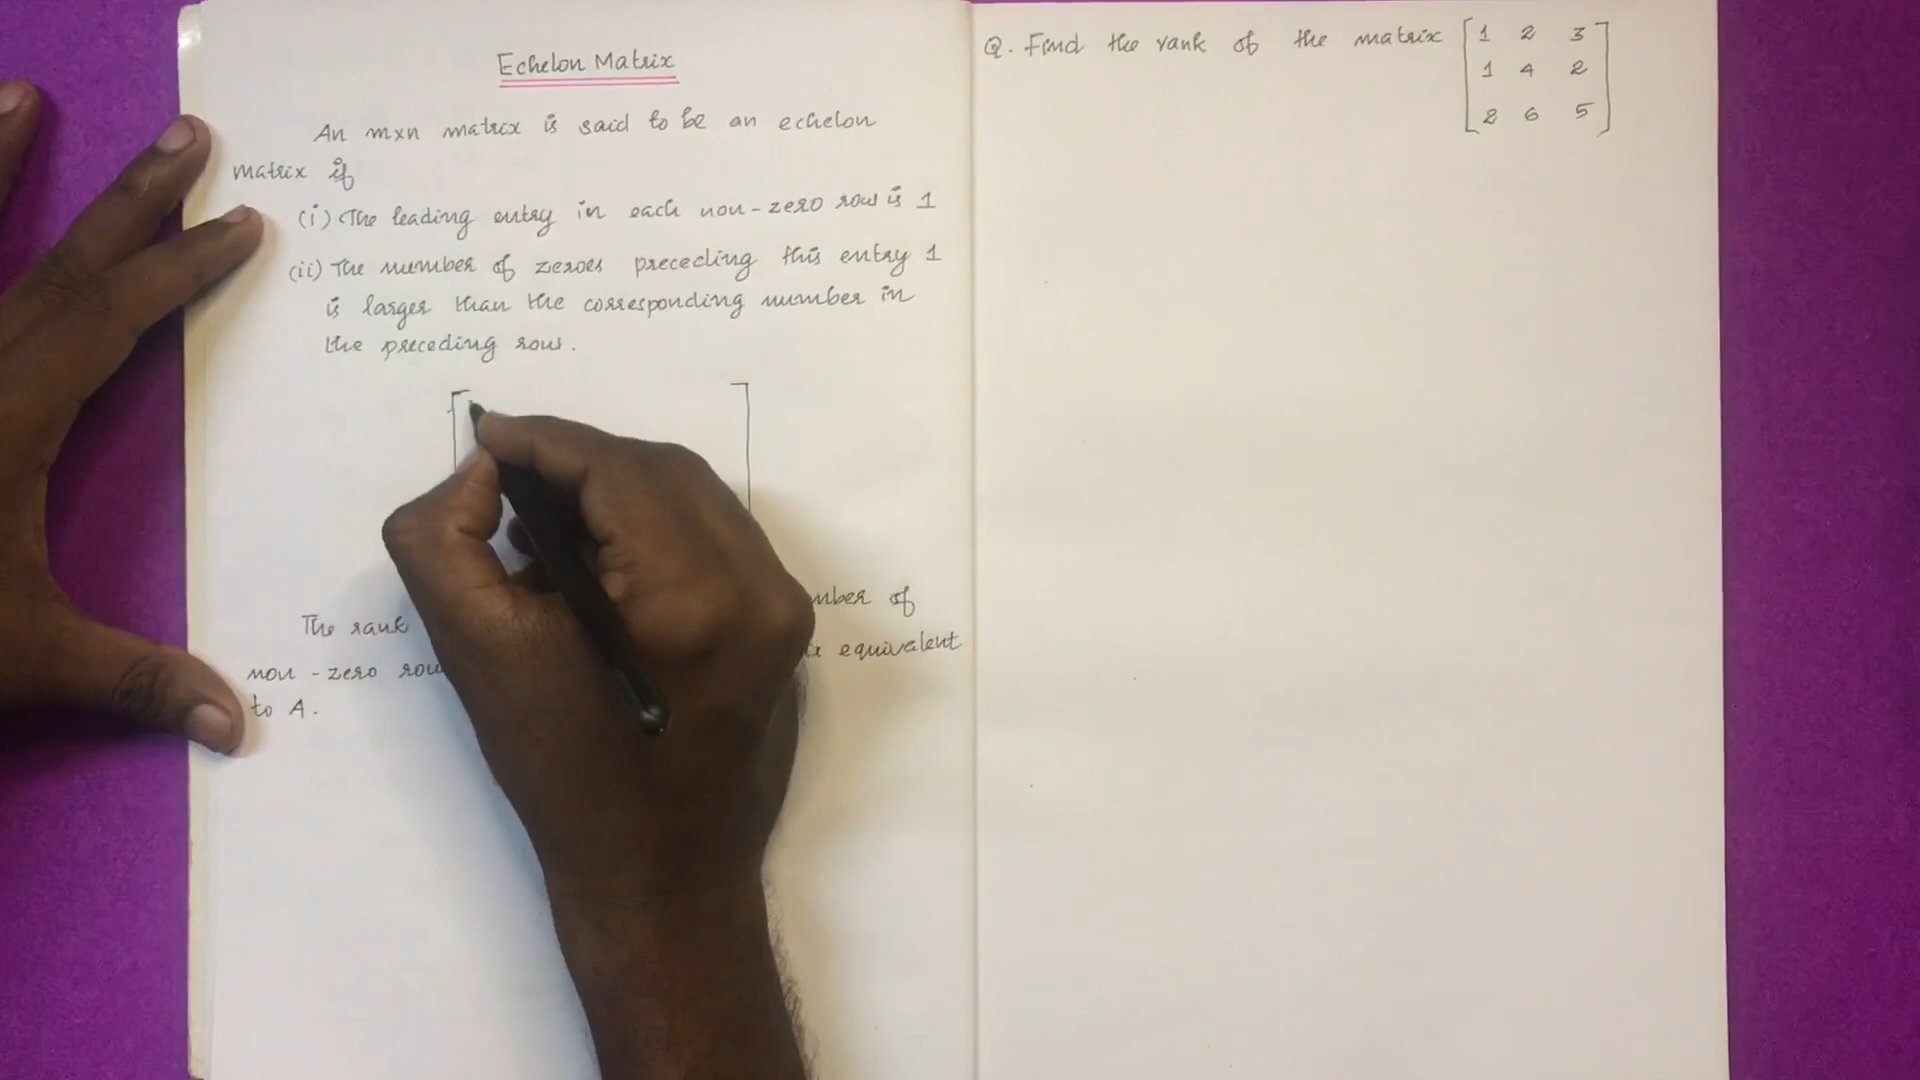 Echelon Matrix
An mxn matrix is said to be an echelon
matrix if
(i) The leading entry in each non-zero row is 1
(ii) The number of zeroes preceding this entry 1
is larger than the corresponding number in
the preceding row.
The rank mber of
non-zero row x equivalent
to A.
Q. Find the rank of the matrix 1 2 3
1 4 2
2 6 5